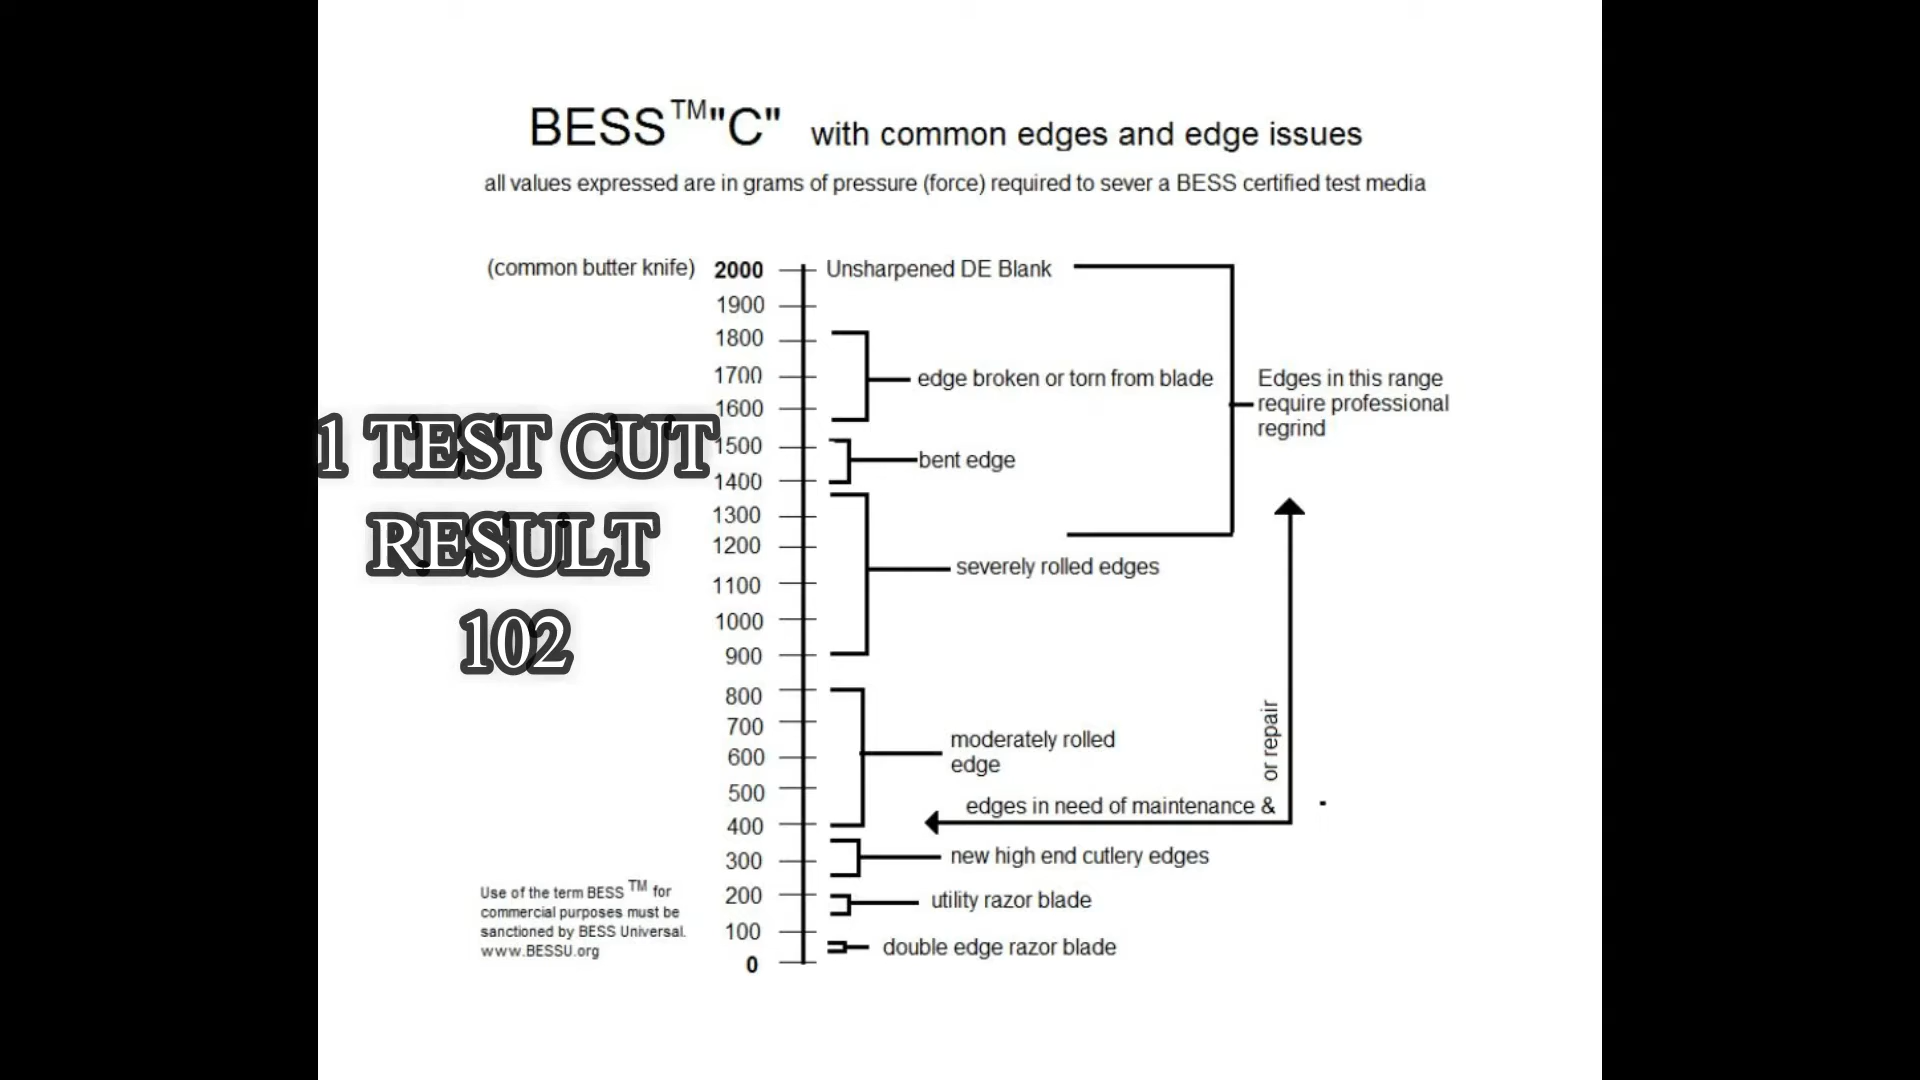 BESS™"C" with common edges and edge issues
all values expressed are in grams of pressure (force) required to sever a BESS certified test media
(common butter knife) 2000 Unsharpened DE Blank
1900
1800
1700
edge broken or torn from blade
Edges in this range
require professional
regrind
1600
1 TEST CUT
RESULT
102
1500
bent edge
1400
1300
1200
severely rolled edges
1100
1000
900
800
700
moderately rolled
edge
or repair
600
500
edges in need of maintenance &
400
300
new high end cutlery edges
200
utility razor blade
100
double edge razor blade
0
Use of the term BESS ™ for
commercial purposes must be
sanctioned by BESS Universal.
www.BESSU.org